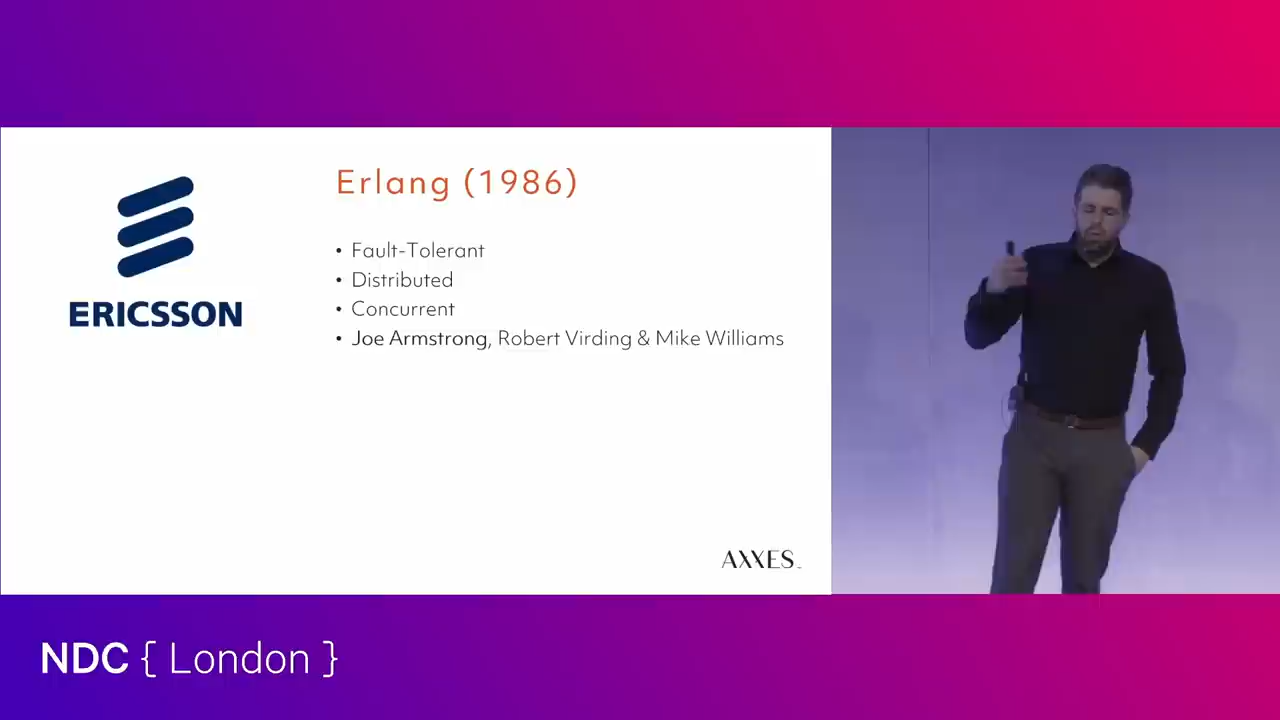 ERICSSON
Erlang (1986)
• Fault-Tolerant
• Distributed
• Concurrent
• Joe Armstrong, Robert Virding & Mike Williams
AXXES
NDC { London }